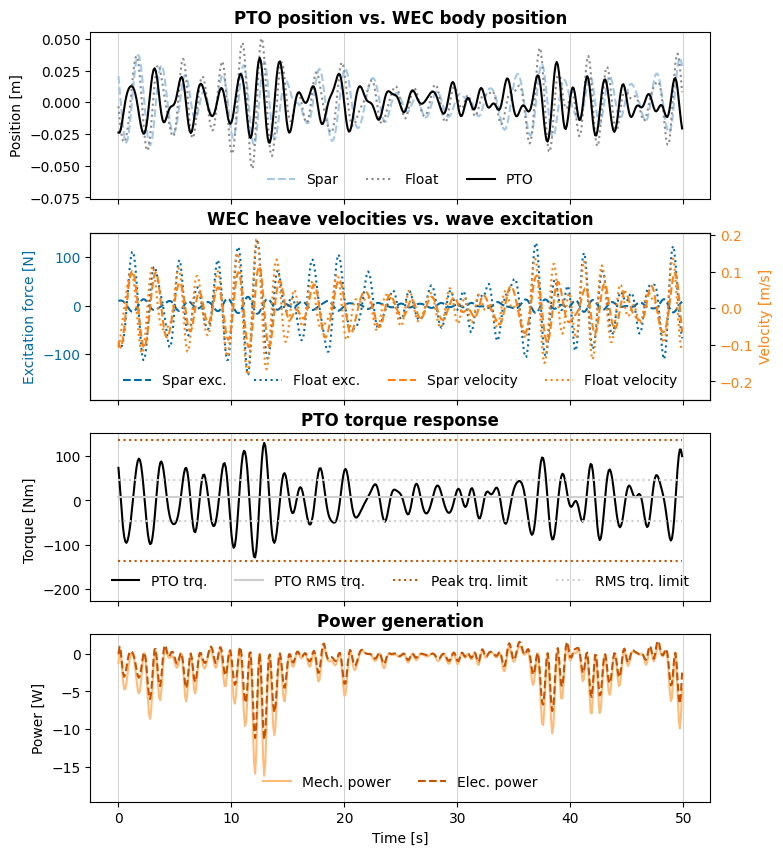 PTO position vs. WEC body position
0.050
0.025
0.000
−0.025
−0.050
−0.075
Position [m]
Spar
Float
PTO
WEC heave velocities vs. wave excitation
100
0
−100
Excitation force [N]
0.2
0.1
0.0
−0.1
−0.2
Velocity [m/s]
Spar exc.
Float exc.
Spar velocity
Float velocity
PTO torque response
100
0
−100
−200
Torque [Nm]
PTO trq.
PTO RMS trq.
Peak trq. limit
RMS trq. limit
Power generation
0
−5
−10
−15
Power [W]
Mech. power
Elec. power
0
10
20
30
40
50
Time [s]